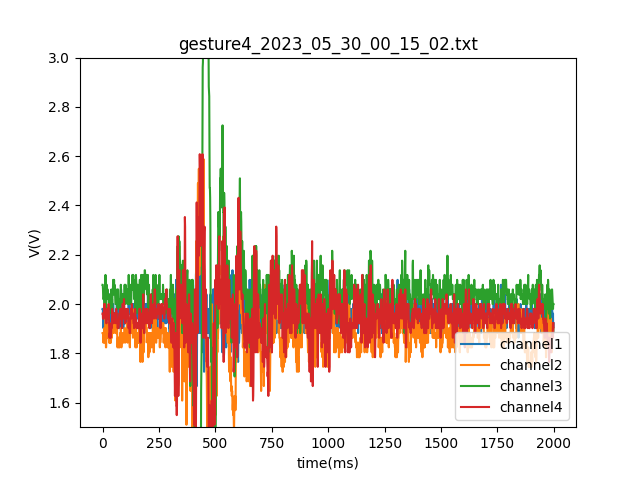 gesture4_2023_05_30_00_15_02.txt
3.0
2.8
2.6
2.4
2.2
2.0
1.8
1.6
V(V)
0 250 500 750 1000 1250 1500 1750 2000
time(ms)
channel1
channel2
channel3
channel4